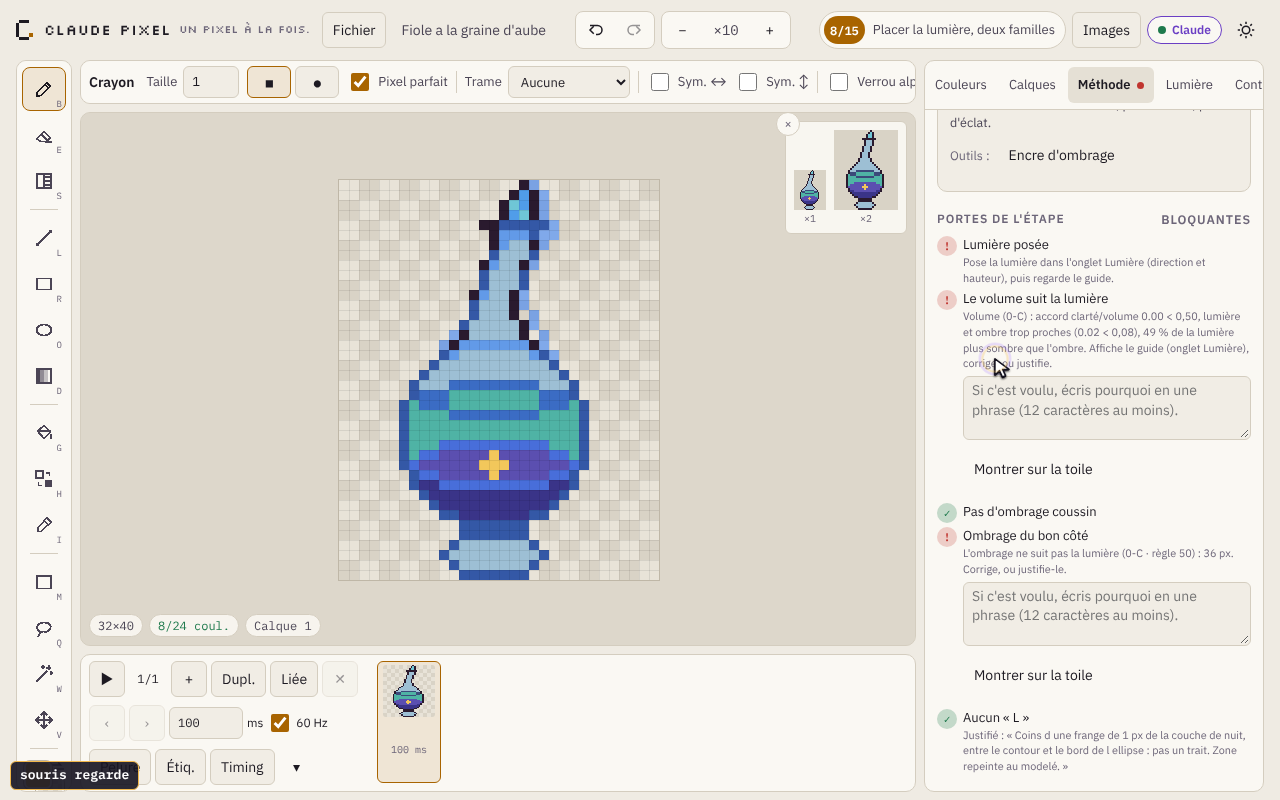 CLAUDE PIXEL
UN PIXEL À LA FOIS.
Fichier
Fiole a la graine d'aube
−
×10
+
8/15
Placer la lumière, deux familles
Images
Claude
Crayon
Taille
1
Pixel parfait
Trame
Aucune
Sym. ↔
Sym. ↕
Verrou alp
B
E
S
L
R
O
D
G
H
I
M
Q
W
V
×
×1
×2
32×40
8/24 coul.
Calque 1
Couleurs
Calques
Méthode
Lumière
Cont
d'éclat.
Outils :
Encre d'ombrage
PORTES DE L'ÉTAPE
BLOQUANTES
!
Lumière posée
Pose la lumière dans l'onglet Lumière (direction et
hauteur), puis regarde le guide.
!
Le volume suit la lumière
Volume (0-C) : accord clarté/volume 0.00 < 0,50, lumière
et ombre trop proches (0.02 < 0,08), 49 % de la lumière
plus sombre que l'ombre. Affiche le guide (onglet Lumière),
corrige, ou justifie.
Si c'est voulu, écris pourquoi en une
phrase (12 caractères au moins).
Montrer sur la toile
✓
Pas d'ombrage coussin
!
Ombrage du bon côté
L'ombrage ne suit pas la lumière (0-C · règle 50) : 36 px.
Corrige, ou justifie-le.
Si c'est voulu, écris pourquoi en une
phrase (12 caractères au moins).
Montrer sur la toile
✓
Aucun « L »
Justifié : « Coins d une frange de 1 px de la couche de nuit,
entre le contour et le bord de l ellipse : pas un trait. Zone
repeinte au modelé. »
1/1
+
Dupl.
Liée
✕
‹
›
100
ms
60 Hz
Étiq.
Timing
▼
100 ms
souris regarde